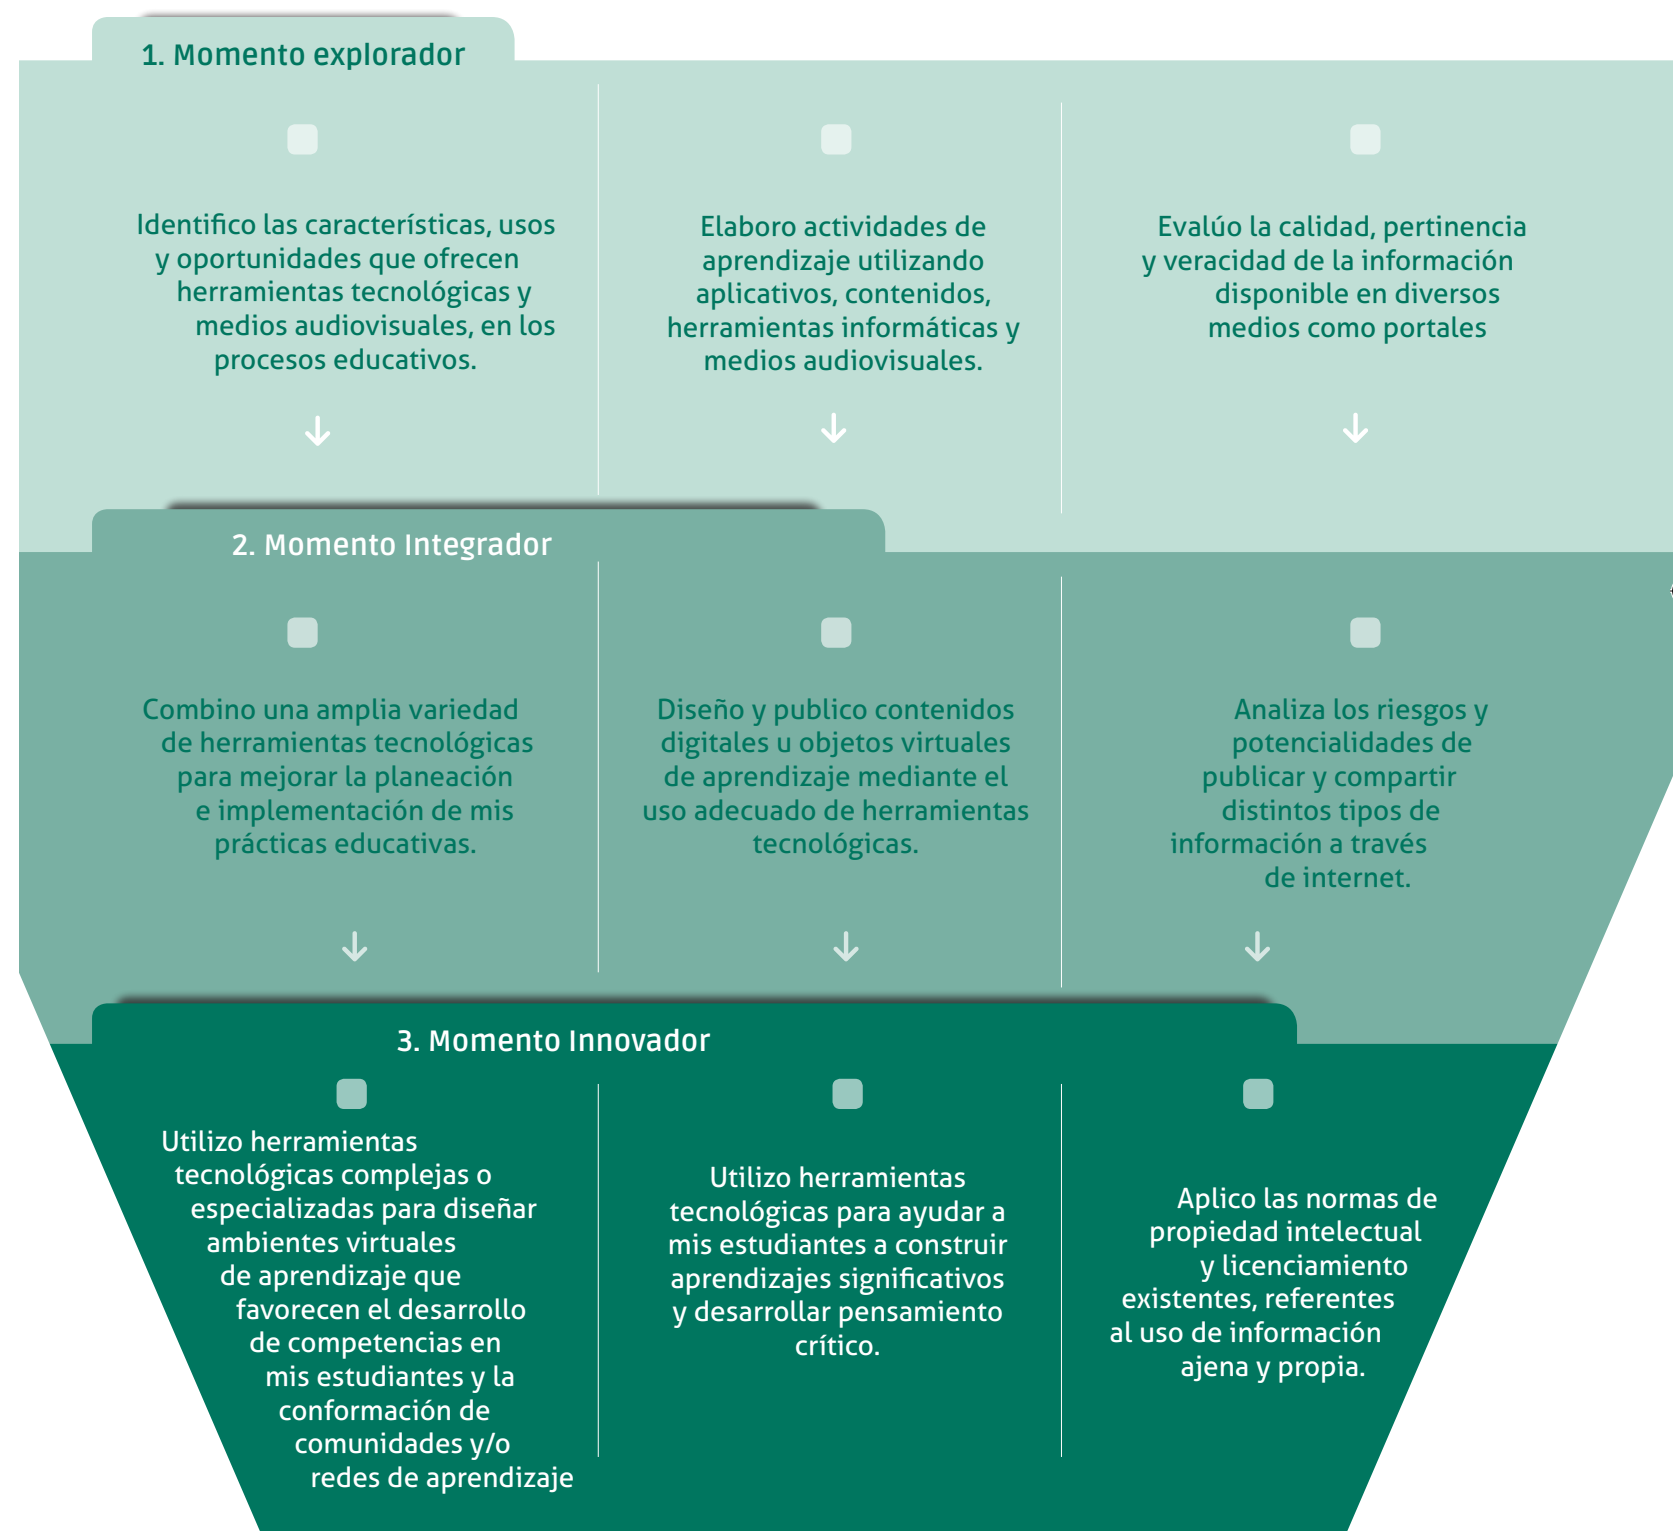 1. Momento explorador
Identifico las características, usos
y oportunidades que ofrecen
herramientas tecnológicas y
medios audiovisuales, en los
procesos educativos.
Elaboro actividades de
aprendizaje utilizando
aplicativos, contenidos,
herramientas informáticas y
medios audiovisuales.
Evalúo la calidad, pertinencia
y veracidad de la información
disponible en diversos
medios como portales
2. Momento Integrador
Combino una amplia variedad
de herramientas tecnológicas
para mejorar la planeación
e implementación de mis
prácticas educativas.
Diseño y publico contenidos
digitales u objetos virtuales
de aprendizaje mediante el
uso adecuado de herramientas
tecnológicas.
Analiza los riesgos y
potencialidades de
publicar y compartir
distintos tipos de
información a través
de internet.
3. Momento Innovador
Utilizo herramientas
tecnológicas complejas o
especializadas para diseñar
ambientes virtuales
de aprendizaje que
favorecen el desarrollo
de competencias en
mis estudiantes y la
conformación de
comunidades y/o
redes de aprendizaje
Utilizo herramientas
tecnológicas para ayudar a
mis estudiantes a construir
aprendizajes significativos
y desarrollar pensamiento
crítico.
Aplico las normas de
propiedad intelectual
y licenciamiento
existentes, referentes
al uso de información
ajena y propia.